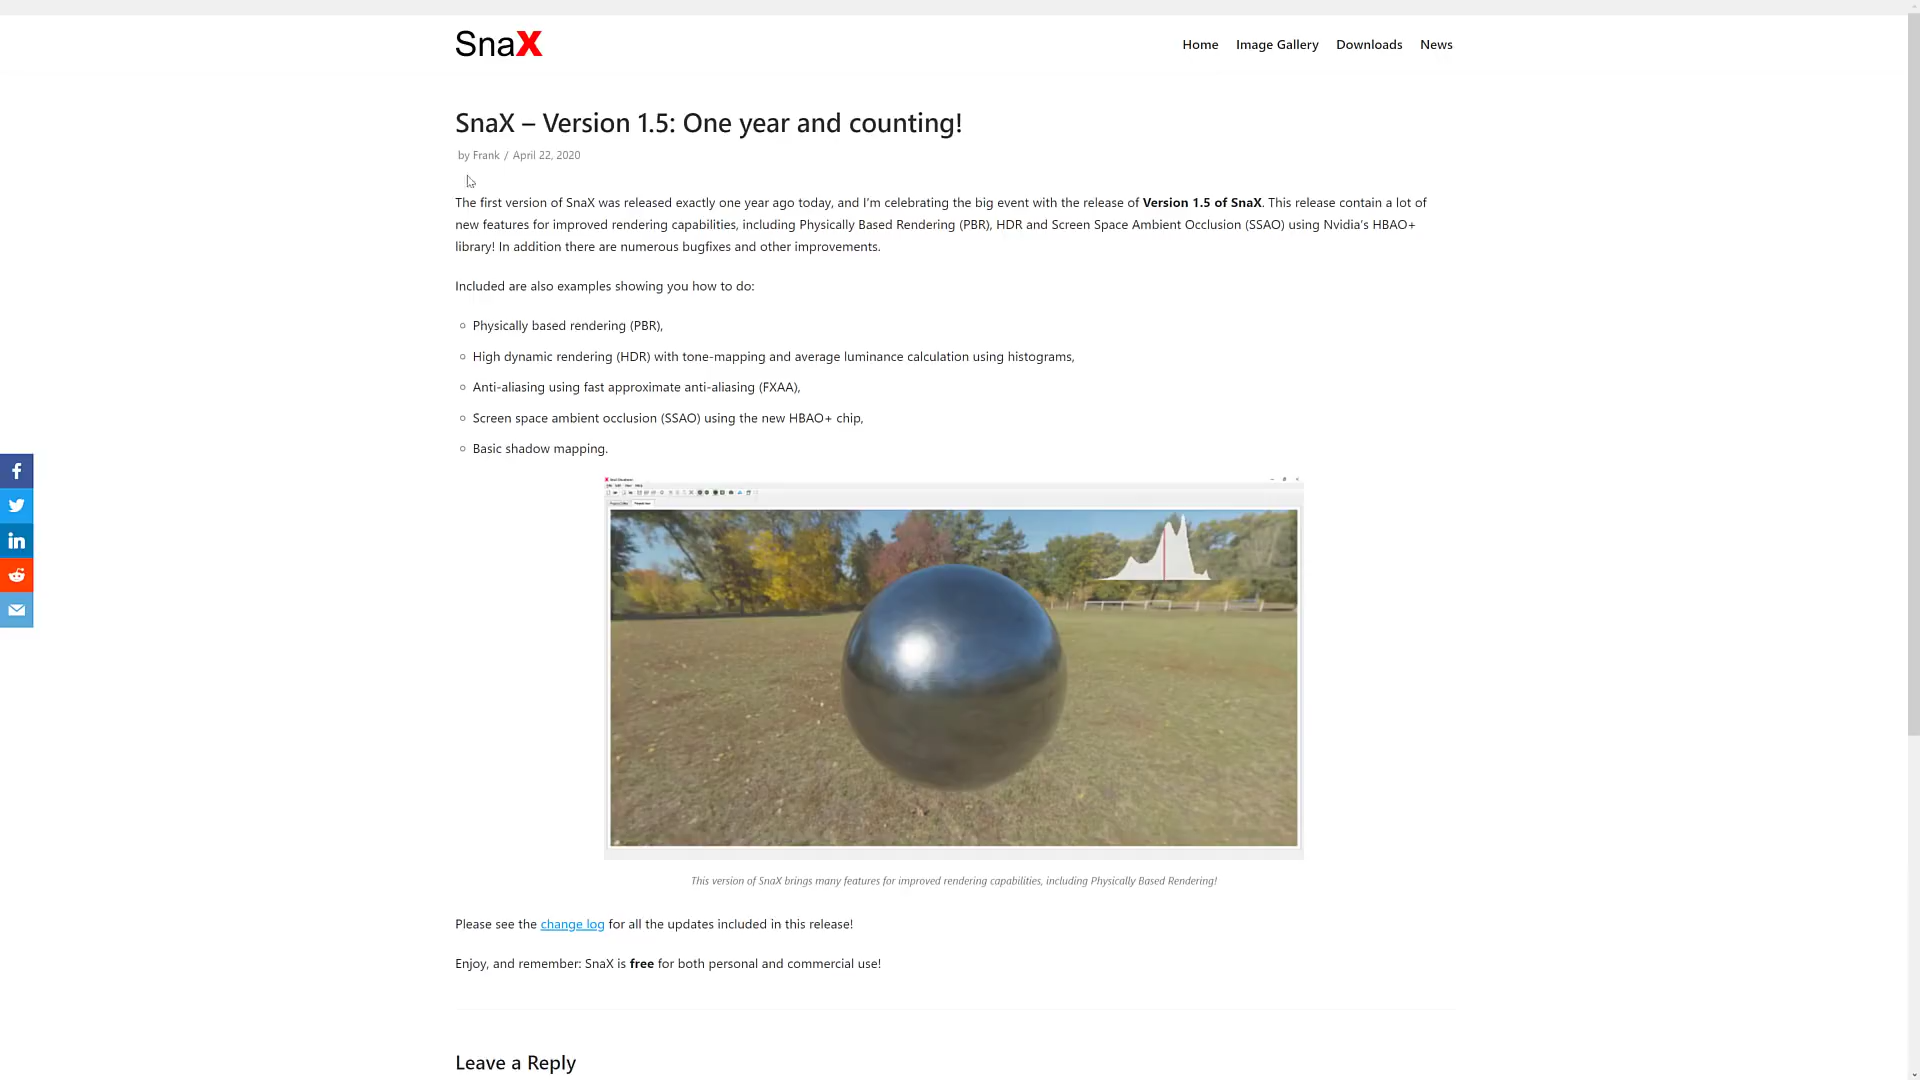 SnaX
Home Image Gallery Downloads News
SnaX – Version 1.5: One year and counting!
by Frank / April 22, 2020
The first version of SnaX was released exactly one year ago today, and I'm celebrating the big event with the release of Version 1.5 of SnaX. This release contain a lot of
new features for improved rendering capabilities, including Physically Based Rendering (PBR), HDR and Screen Space Ambient Occlusion (SSAO) using Nvidia's HBAO+
library! In addition there are numerous bugfixes and other improvements.
Included are also examples showing you how to do:
Physically based rendering (PBR),
High dynamic rendering (HDR) with tone-mapping and average luminance calculation using histograms,
Anti-aliasing using fast approximate anti-aliasing (FXAA),
Screen space ambient occlusion (SSAO) using the new HBAO+ chip,
Basic shadow mapping.
This version of SnaX brings many features for improved rendering capabilities, including Physically Based Rendering!
Please see the change log for all the updates included in this release!
Enjoy, and remember: SnaX is free for both personal and commercial use!
Leave a Reply